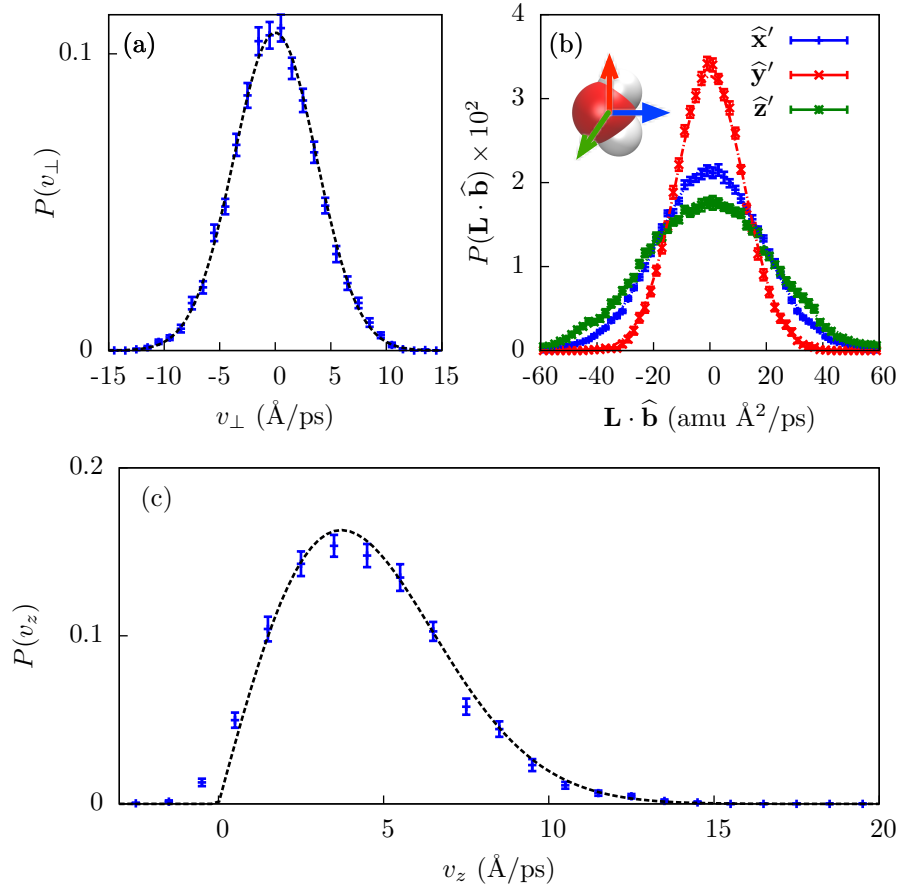 (a)
0.1
0
P(v⊥)
-15 -10 -5 0 5 10 15
v⊥ (Å/ps)
(b)
x̂′
ŷ′
ẑ′
4
3
2
1
0
P(L · b̂) × 10²
-60 -40 -20 0 20 40 60
L · b̂ (amu Å²/ps)
(c)
0.2
0.1
0
P(v_z)
0 5 10 15 20
v_z (Å/ps)